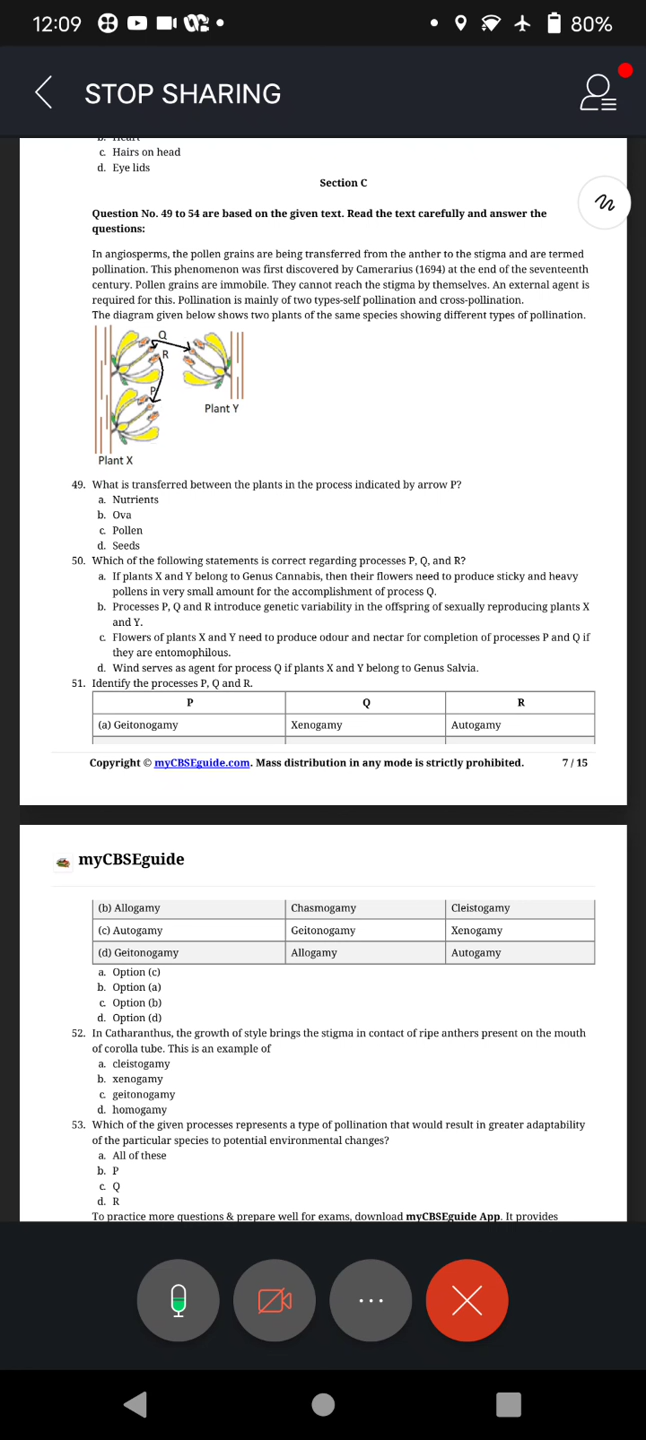 12:09
80%
STOP SHARING
b. Heart
c. Hairs on head
d. Eye lids
Section C
Question No. 49 to 54 are based on the given text. Read the text carefully and answer the
questions:
In angiosperms, the pollen grains are being transferred from the anther to the stigma and are termed
pollination. This phenomenon was first discovered by Camerarius (1694) at the end of the seventeenth
century. Pollen grains are immobile. They cannot reach the stigma by themselves. An external agent is
required for this. Pollination is mainly of two types-self pollination and cross-pollination.
The diagram given below shows two plants of the same species showing different types of pollination.
Q
R
P
Plant Y
Plant X
49. What is transferred between the plants in the process indicated by arrow P?
a. Nutrients
b. Ova
c. Pollen
d. Seeds
50. Which of the following statements is correct regarding processes P, Q, and R?
a. If plants X and Y belong to Genus Cannabis, then their flowers need to produce sticky and heavy
pollens in very small amount for the accomplishment of process Q.
b. Processes P, Q and R introduce genetic variability in the offspring of sexually reproducing plants X
and Y.
c. Flowers of plants X and Y need to produce odour and nectar for completion of processes P and Q if
they are entomophilous.
d. Wind serves as agent for process Q if plants X and Y belong to Genus Salvia.
51. Identify the processes P, Q and R.
P Q R
(a) Geitonogamy Xenogamy Autogamy
Copyright © myCBSEguide.com. Mass distribution in any mode is strictly prohibited. 7 / 15
myCBSEguide
(b) Allogamy Chasmogamy Cleistogamy
(c) Autogamy Geitonogamy Xenogamy
(d) Geitonogamy Allogamy Autogamy
a. Option (c)
b. Option (a)
c. Option (b)
d. Option (d)
52. In Catharanthus, the growth of style brings the stigma in contact of ripe anthers present on the mouth
of corolla tube. This is an example of
a. cleistogamy
b. xenogamy
c. geitonogamy
d. homogamy
53. Which of the given processes represents a type of pollination that would result in greater adaptability
of the particular species to potential environmental changes?
a. All of these
b. P
c. Q
d. R
To practice more questions & prepare well for exams, download myCBSEguide App. It provides